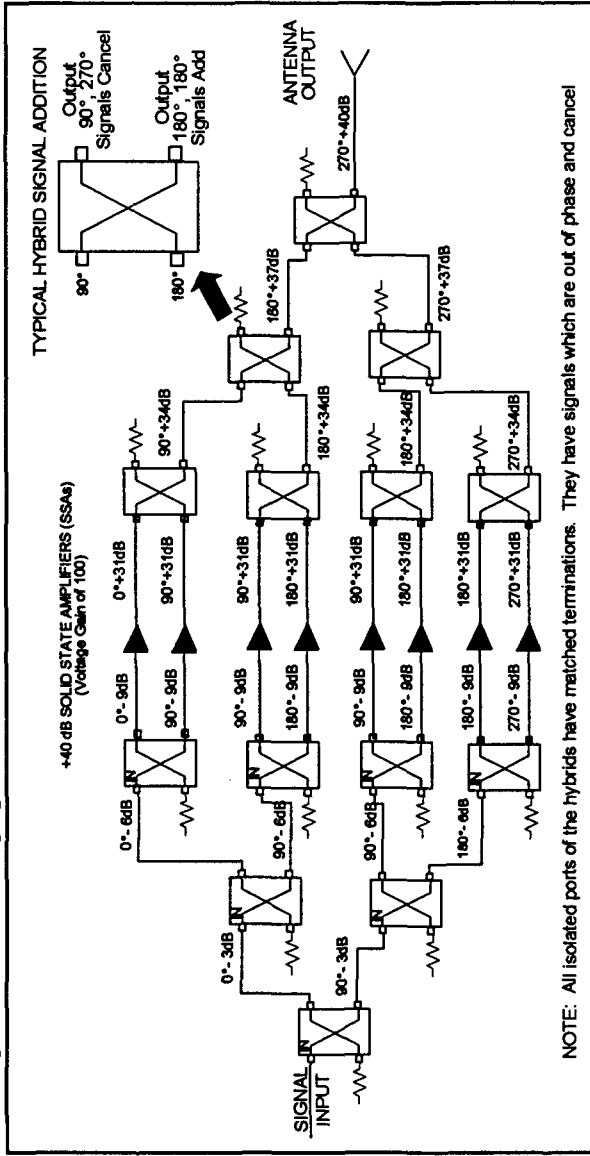 TYPICAL HYBRID SIGNAL ADDITION
90°
180°
Output
90°, 270°
Signals Cancel
Output
180°, 180°
Signals Add
+40 dB SOLID STATE AMPLIFIERS (SSAs)
(Voltage Gain of 100)
SIGNAL
INPUT
IN
0°- 3dB
90°- 3dB
IN
IN
0°- 6dB
90°- 6dB
90°- 6dB
180°- 6dB
IN
IN
IN
0°- 9dB
90°- 9dB
90°- 9dB
180°- 9dB
90°- 9dB
180°- 9dB
180°- 9dB
270°- 9dB
0°+31dB
90°+31dB
90°+31dB
180°+31dB
90°+31dB
180°+31dB
180°+31dB
270°+31dB
90°+34dB
180°+34dB
180°+34dB
270°+34dB
180°+37dB
270°+37dB
270°+40dB
ANTENNA
OUTPUT
NOTE: All isolated ports of the hybrids have matched terminations. They have signals which are out of phase and cancel